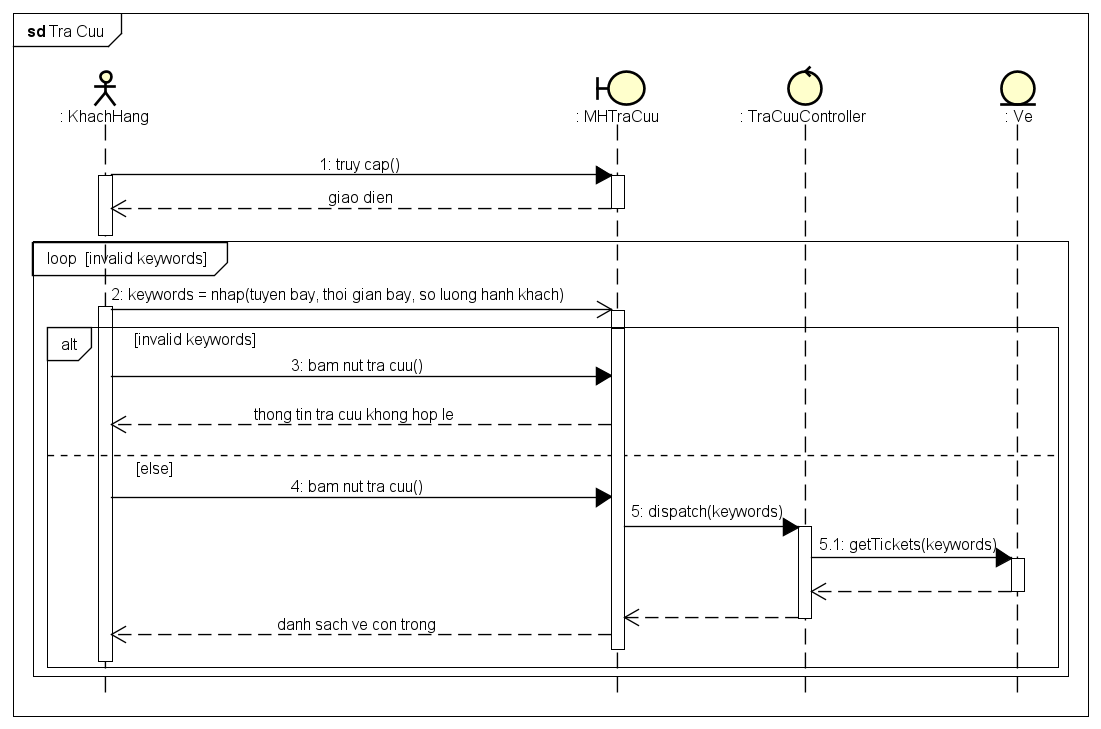 sd Tra Cuu
: KhachHang
: MHTraCuu
: TraCuuController
: Ve
1: truy cap()
giao dien
loop [invalid keywords]
2: keywords = nhap(tuyen bay, thoi gian bay, so luong hanh khach)
alt
[invalid keywords]
3: bam nut tra cuu()
thong tin tra cuu khong hop le
[else]
4: bam nut tra cuu()
5: dispatch(keywords)
5.1: getTickets(keywords)
danh sach ve con trong